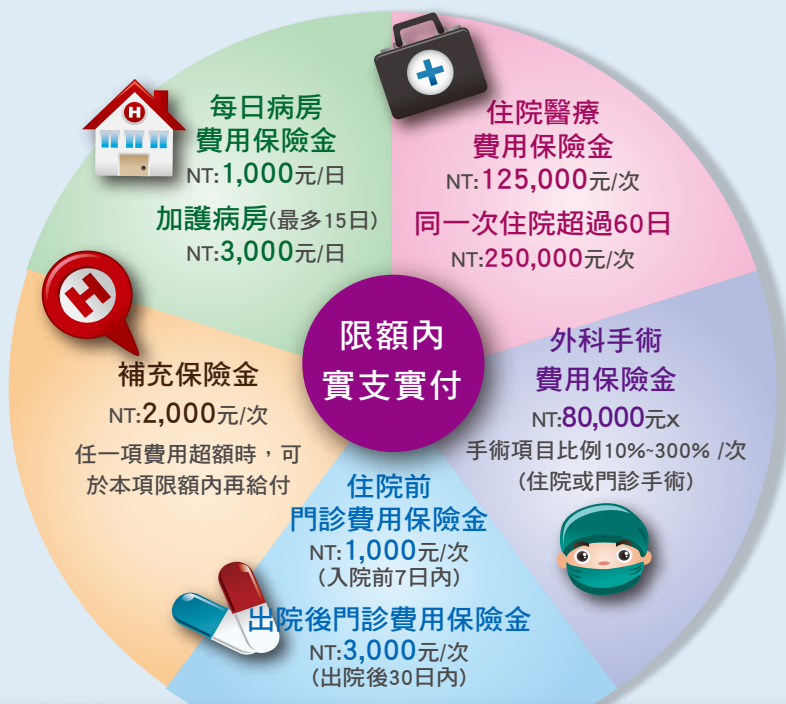 每日病房
費用保險金
NT:1,000元/日
加護病房(最多15日)
NT:3,000元/日
住院醫療
費用保險金
NT:125,000元/次
同一次住院超過60日
NT:250,000元/次
限額內
實支實付
外科手術
費用保險金
NT:80,000元x
手術項目比例10%~300% /次
(住院或門診手術)
補充保險金
NT:2,000元/次
任一項費用超額時，可
於本項限額內再給付
住院前
門診費用保險金
NT:1,000元/次
(入院前7日內)
出院後門診費用保險金
NT:3,000元/次
(出院後30日內)
H
H